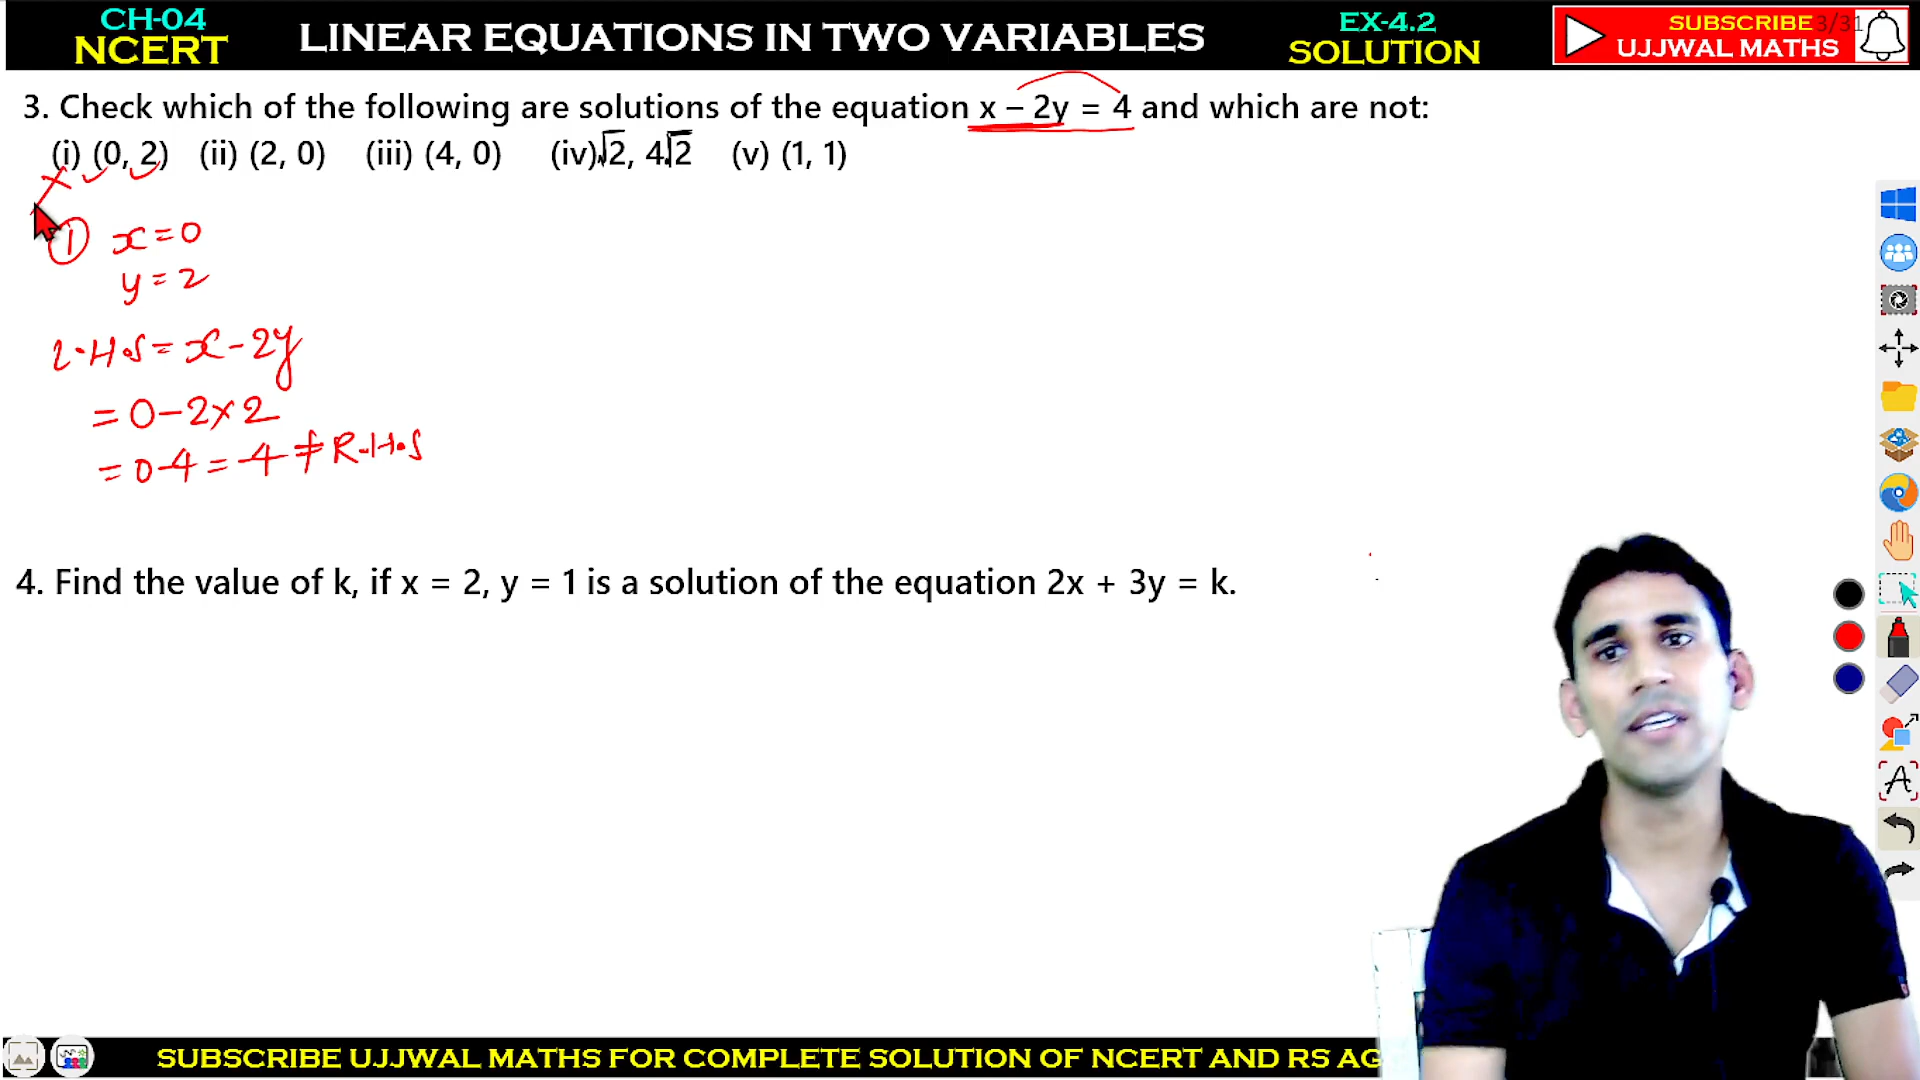 CH-04
NCERT
LINEAR EQUATIONS IN TWO VARIABLES
EX-4.2
SOLUTION
SUBSCRIBE 3/31
UJJWAL MATHS
3. Check which of the following are solutions of the equation x – 2y = 4 and which are not:
(i) (0, 2) (ii) (2, 0) (iii) (4, 0) (iv) √2, 4√2 (v) (1, 1)
① x = 0
y = 2
L.H.S = x - 2y
= 0 - 2 × 2
= 0-4 = -4 ≠ R.H.S
4. Find the value of k, if x = 2, y = 1 is a solution of the equation 2x + 3y = k.
SUBSCRIBE UJJWAL MATHS FOR COMPLETE SOLUTION OF NCERT AND RS AG